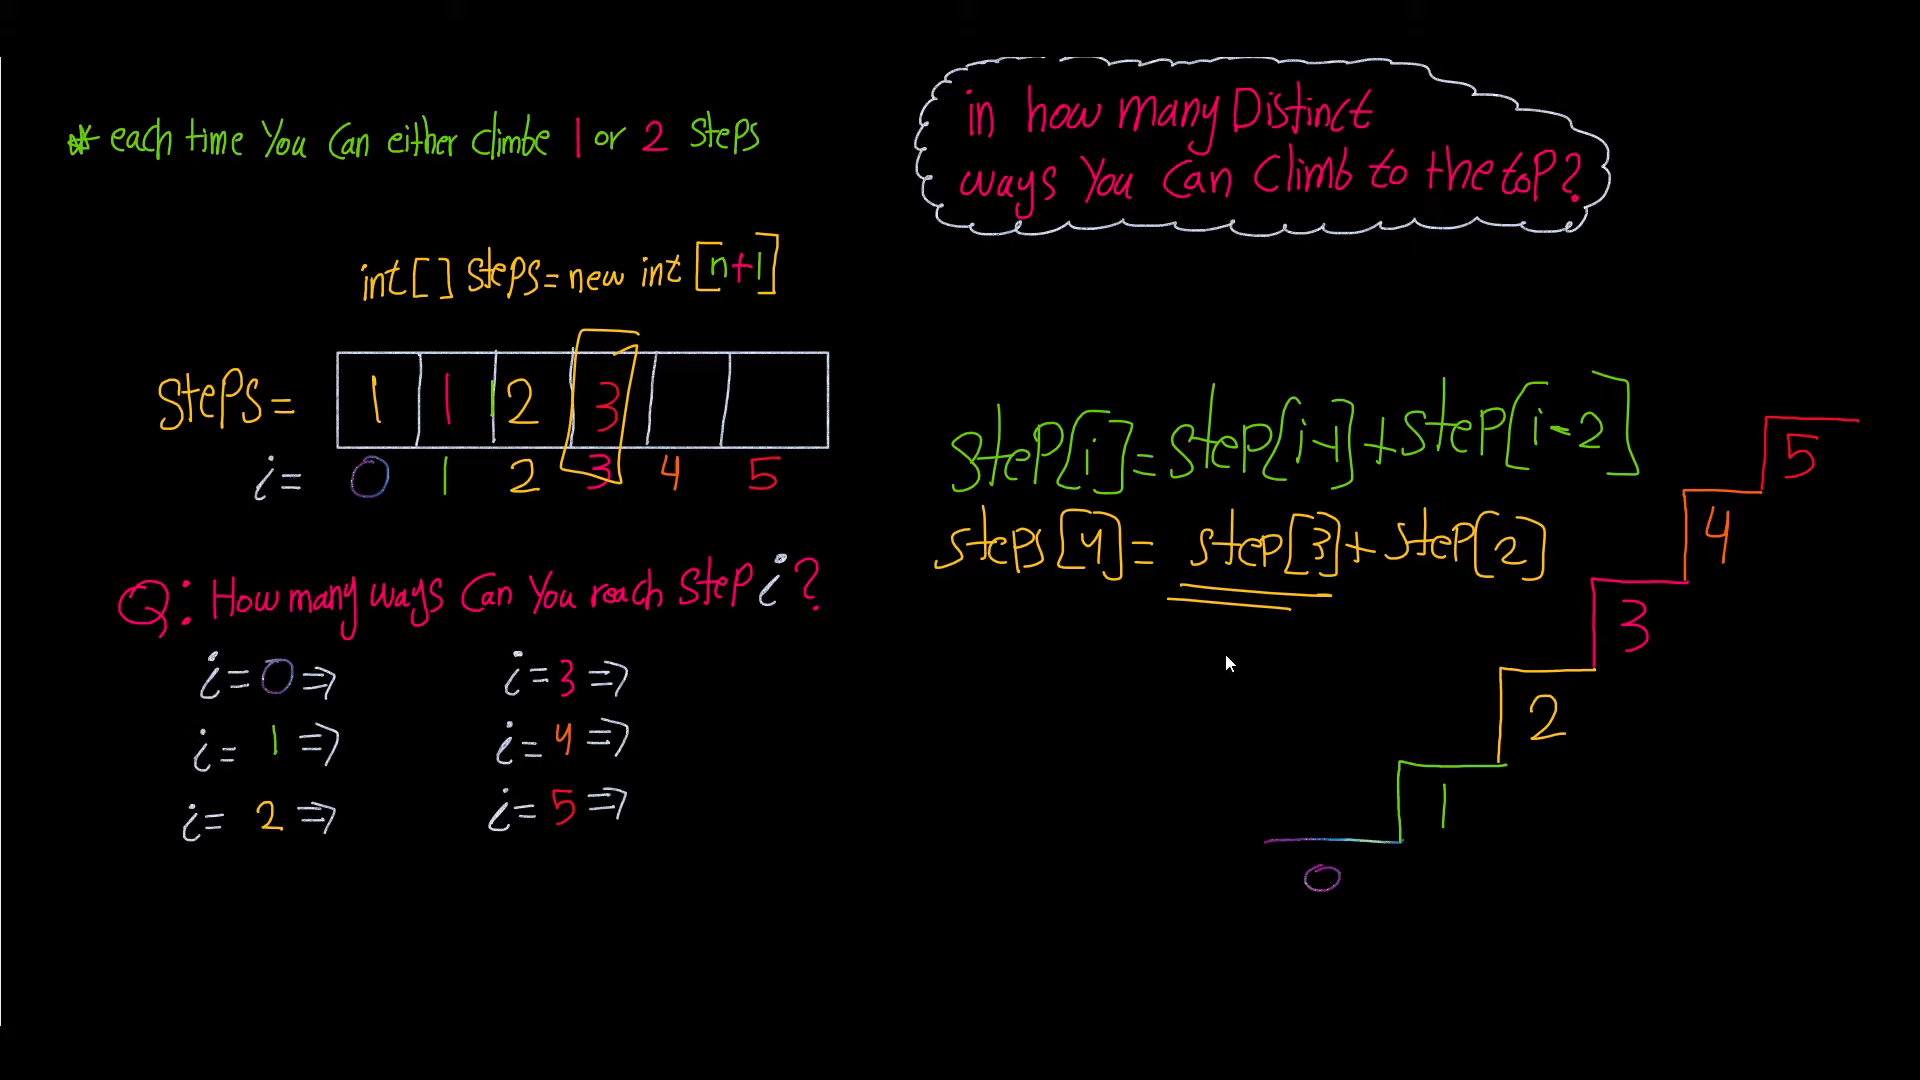 * each time You Can either climbe 1 or 2 Steps
in how many Distinct
ways You Can Climb to the top?
int[] steps = new int [n+1]
Steps = 1 1 2 3
i = 0 1 2 3 4 5
step[i] = step[i-1] + step[i-2]
steps[4] = step[3] + step[2]
Q: How many ways Can You reach Step i?
i = 0 =>
i = 1 =>
i = 2 =>
i = 3 =>
i = 4 =>
i = 5 =>
5
4
3
2
1
0